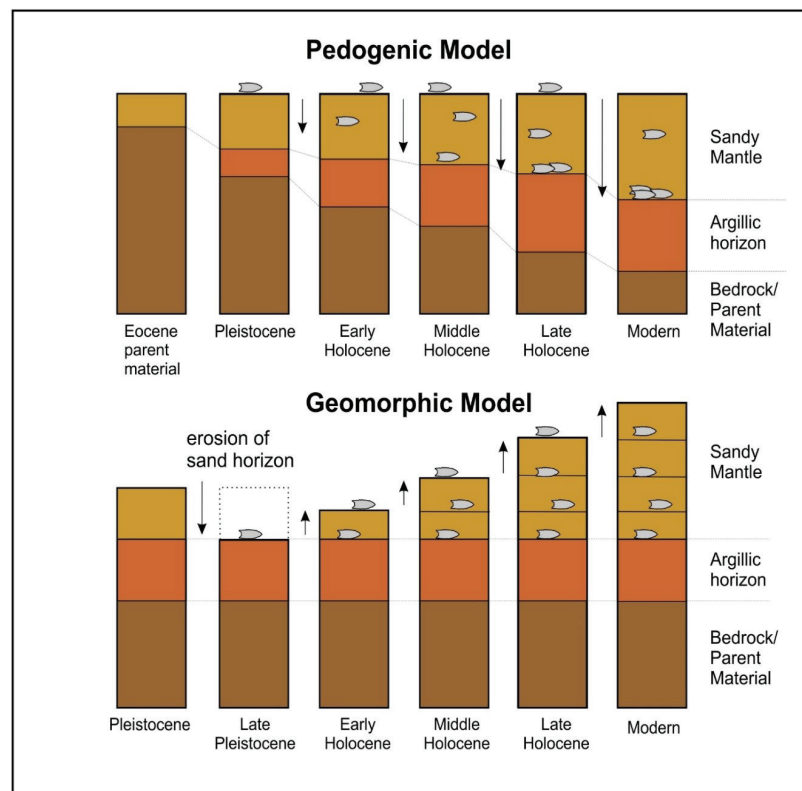 Pedogenic Model
Sandy
Mantle
Argillic
horizon
Bedrock/
Parent
Material
Eocene
parent
material
Pleistocene
Early
Holocene
Middle
Holocene
Late
Holocene
Modern
Geomorphic Model
erosion of
sand horizon
Sandy
Mantle
Argillic
horizon
Bedrock/
Parent
Material
Pleistocene
Late
Pleistocene
Early
Holocene
Middle
Holocene
Late
Holocene
Modern